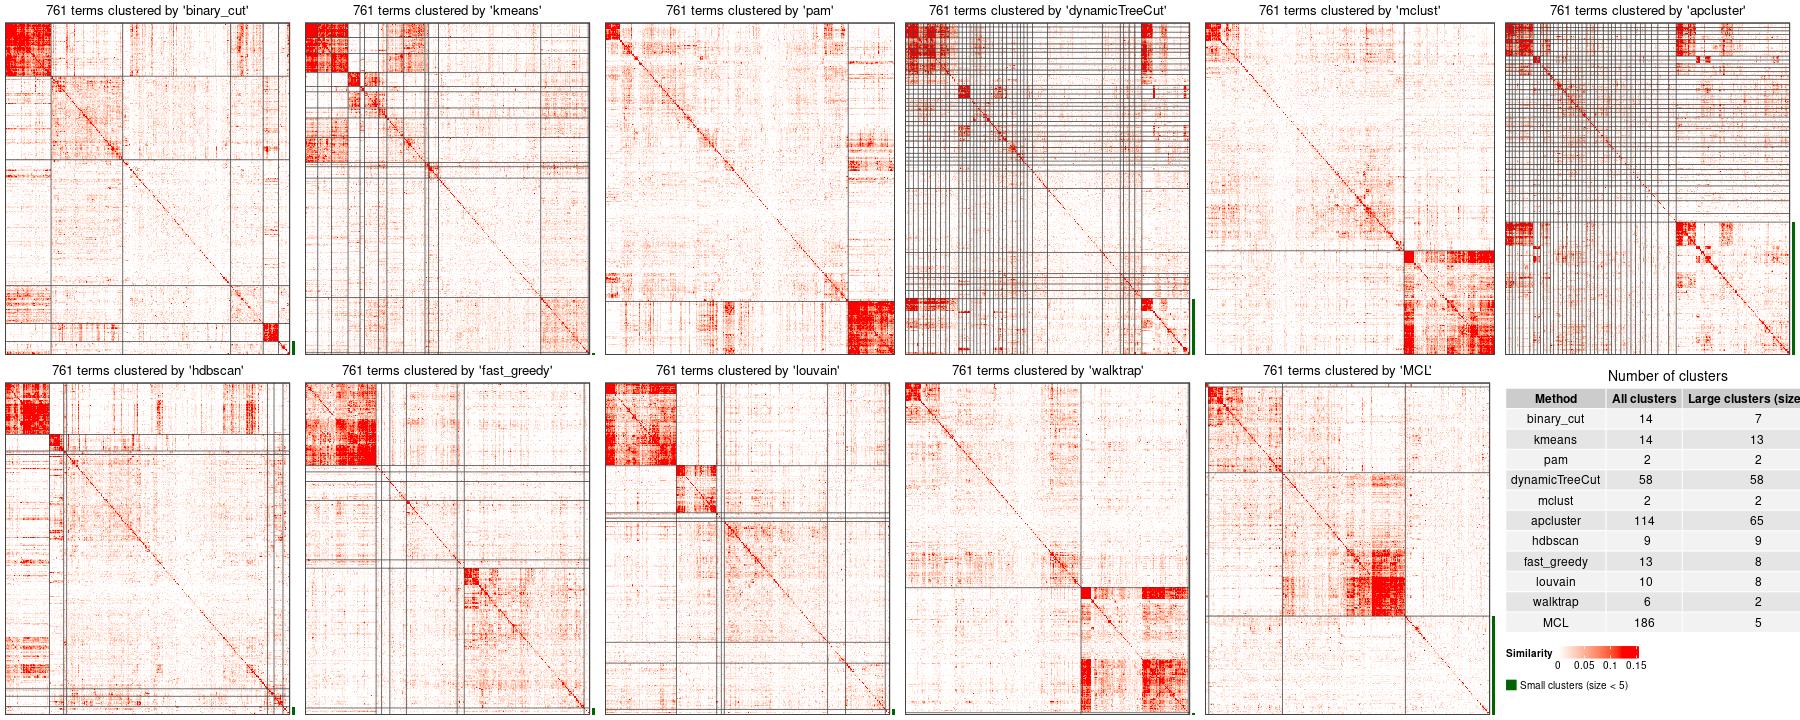 761 terms clustered by 'binary_cut'
761 terms clustered by 'kmeans'
761 terms clustered by 'pam'
761 terms clustered by 'dynamicTreeCut'
761 terms clustered by 'mclust'
761 terms clustered by 'apcluster'
761 terms clustered by 'hdbscan'
761 terms clustered by 'fast_greedy'
761 terms clustered by 'louvain'
761 terms clustered by 'walktrap'
761 terms clustered by 'MCL'
Number of clusters
Method All clusters Large clusters (size
binary_cut 14 7
kmeans 14 13
pam 2 2
dynamicTreeCut 58 58
mclust 2 2
apcluster 114 65
hdbscan 9 9
fast_greedy 13 8
louvain 10 8
walktrap 6 2
MCL 186 5
Similarity
0 0.05 0.1 0.15
Small clusters (size < 5)